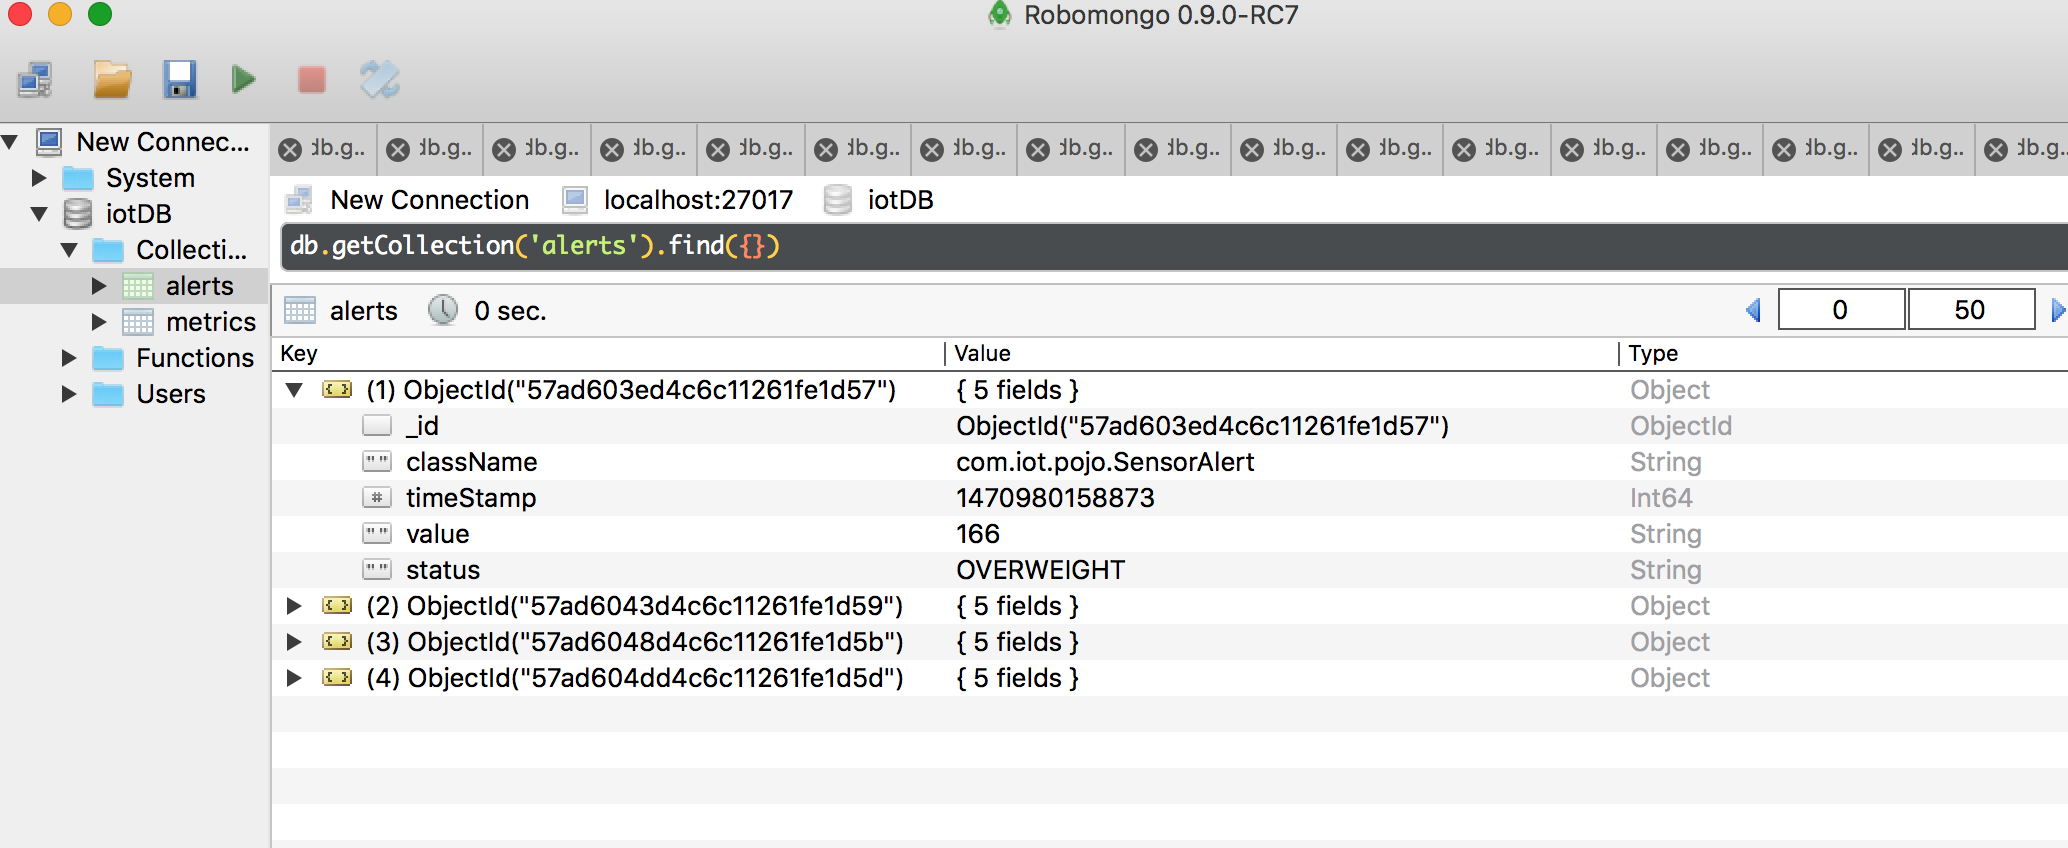 Robomongo 0.9.0-RC7
New Connec...
System
iotDB
Collecti...
alerts
metrics
Functions
Users
db.g.. db.g.. db.g.. db.g.. db.g.. db.g.. db.g.. db.g.. db.g.. db.g.. db.g.. db.g.. db.g.. db.g.. db.g.. db.g.. db.g..
New Connection localhost:27017 iotDB
db.getCollection('alerts').find({})
alerts 0 sec. 0 50
Key Value Type
(1) ObjectId("57ad603ed4c6c11261fe1d57") { 5 fields } Object
_id ObjectId("57ad603ed4c6c11261fe1d57") ObjectId
className com.iot.pojo.SensorAlert String
# timeStamp 1470980158873 Int64
value 166 String
status OVERWEIGHT String
(2) ObjectId("57ad6043d4c6c11261fe1d59") { 5 fields } Object
(3) ObjectId("57ad6048d4c6c11261fe1d5b") { 5 fields } Object
(4) ObjectId("57ad604dd4c6c11261fe1d5d") { 5 fields } Object